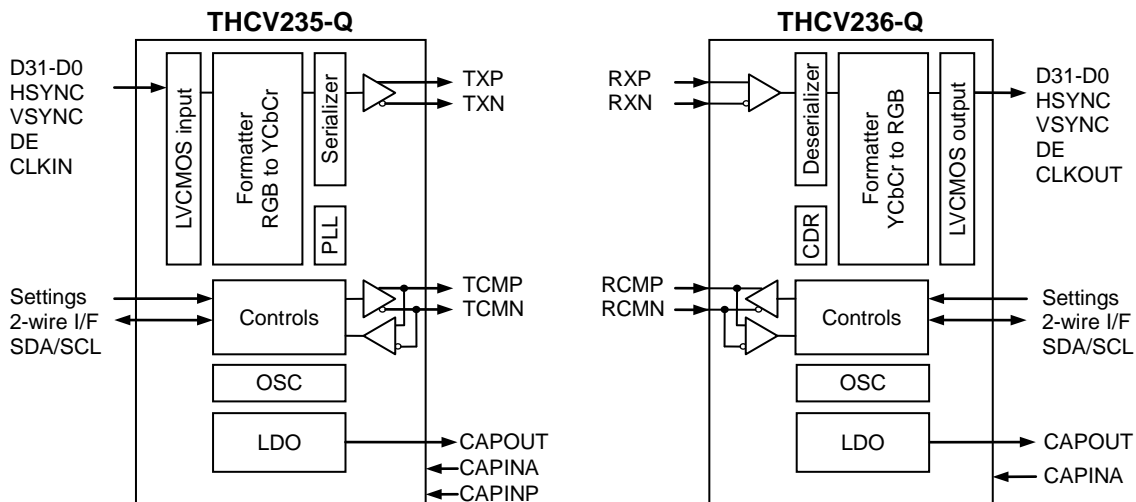 THCV235-Q
D31-D0
HSYNC
VSYNC
DE
CLKIN
LVCMOS input
Formatter
RGB to YCbCr
Serializer
PLL
TXP
TXN
Settings
2-wire I/F
SDA/SCL
Controls
TCMP
TCMN
OSC
LDO
CAPOUT
CAPINA
CAPINP
THCV236-Q
RXP
RXN
Deserializer
CDR
Formatter
YCbCr to RGB
LVCMOS output
D31-D0
HSYNC
VSYNC
DE
CLKOUT
RCMP
RCMN
Controls
Settings
2-wire I/F
SDA/SCL
OSC
LDO
CAPOUT
CAPINA